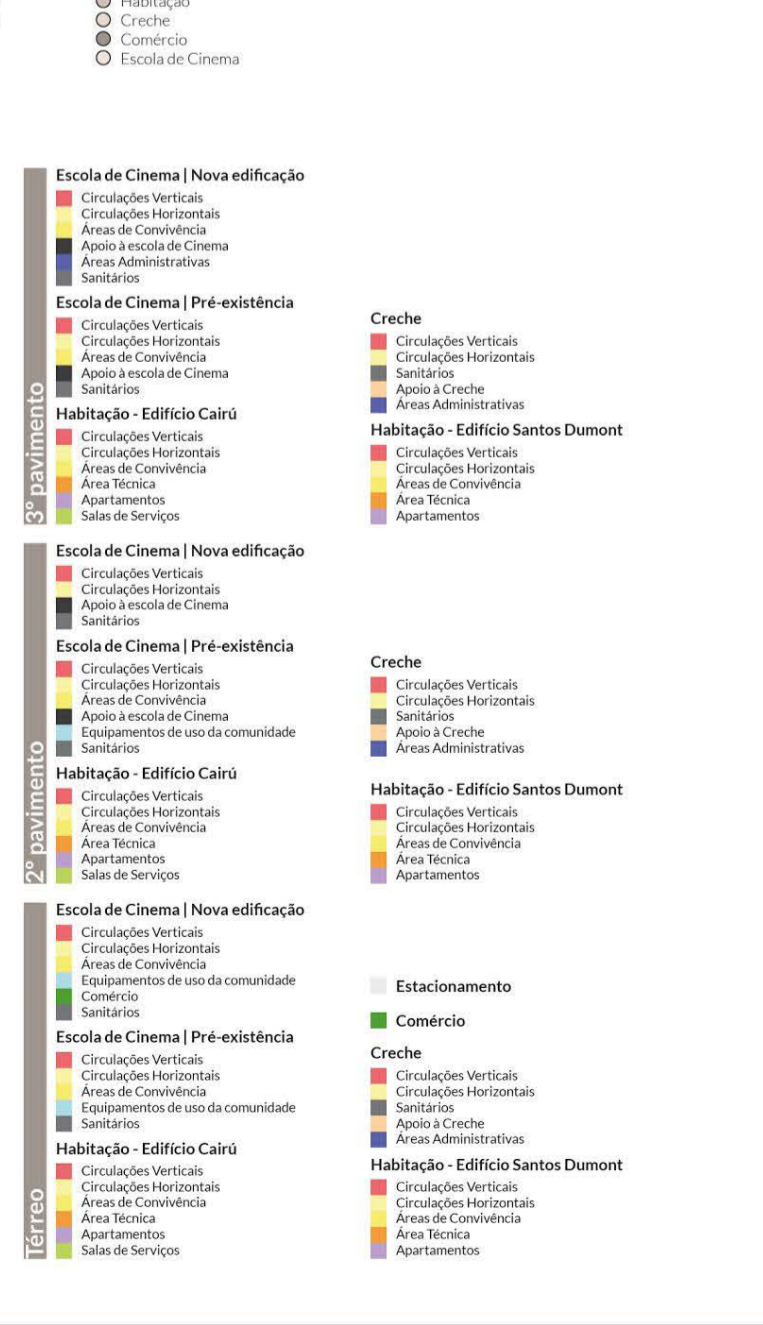 Habitação
Creche
Comércio
Escola de Cinema
3º pavimento
Escola de Cinema | Nova edificação
Circulações Verticais
Circulações Horizontais
Áreas de Convivência
Apoio à escola de Cinema
Áreas Administrativas
Sanitários
Escola de Cinema | Pré-existência
Circulações Verticais
Circulações Horizontais
Áreas de Convivência
Apoio à escola de Cinema
Sanitários
Habitação - Edifício Cairú
Circulações Verticais
Circulações Horizontais
Áreas de Convivência
Área Técnica
Apartamentos
Salas de Serviços
Creche
Circulações Verticais
Circulações Horizontais
Sanitários
Apoio à Creche
Áreas Administrativas
Habitação - Edifício Santos Dumont
Circulações Verticais
Circulações Horizontais
Áreas de Convivência
Área Técnica
Apartamentos
2º pavimento
Escola de Cinema | Nova edificação
Circulações Verticais
Circulações Horizontais
Apoio à escola de Cinema
Sanitários
Escola de Cinema | Pré-existência
Circulações Verticais
Circulações Horizontais
Áreas de Convivência
Apoio à escola de Cinema
Equipamentos de uso da comunidade
Sanitários
Habitação - Edifício Cairú
Circulações Verticais
Circulações Horizontais
Áreas de Convivência
Área Técnica
Apartamentos
Salas de Serviços
Creche
Circulações Verticais
Circulações Horizontais
Sanitários
Apoio à Creche
Áreas Administrativas
Habitação - Edifício Santos Dumont
Circulações Verticais
Circulações Horizontais
Áreas de Convivência
Área Técnica
Apartamentos
Térreo
Escola de Cinema | Nova edificação
Circulações Verticais
Circulações Horizontais
Áreas de Convivência
Equipamentos de uso da comunidade
Comércio
Sanitários
Escola de Cinema | Pré-existência
Circulações Verticais
Circulações Horizontais
Áreas de Convivência
Equipamentos de uso da comunidade
Sanitários
Habitação - Edifício Cairú
Circulações Verticais
Circulações Horizontais
Áreas de Convivência
Área Técnica
Apartamentos
Salas de Serviços
Estacionamento
Comércio
Creche
Circulações Verticais
Circulações Horizontais
Sanitários
Apoio à Creche
Áreas Administrativas
Habitação - Edifício Santos Dumont
Circulações Verticais
Circulações Horizontais
Áreas de Convivência
Área Técnica
Apartamentos